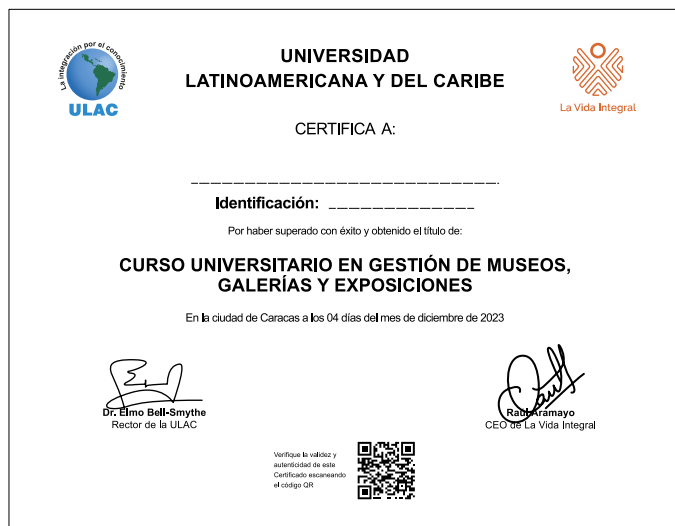 La integración por el conocimiento
ULAC
UNIVERSIDAD
LATINOAMERICANA Y DEL CARIBE
La Vida Integral
CERTIFICA A:
Identificación:
Por haber superado con éxito y obtenido el título de:
CURSO UNIVERSITARIO EN GESTIÓN DE MUSEOS,
GALERÍAS Y EXPOSICIONES
En la ciudad de Caracas a los 04 días del mes de diciembre de 2023
Dr. Elmo Bell-Smythe
Rector de la ULAC
Raúl Aramayo
CEO de La Vida Integral
Verifique la validez y
autenticidad de este
Certificado escaneando
el código QR